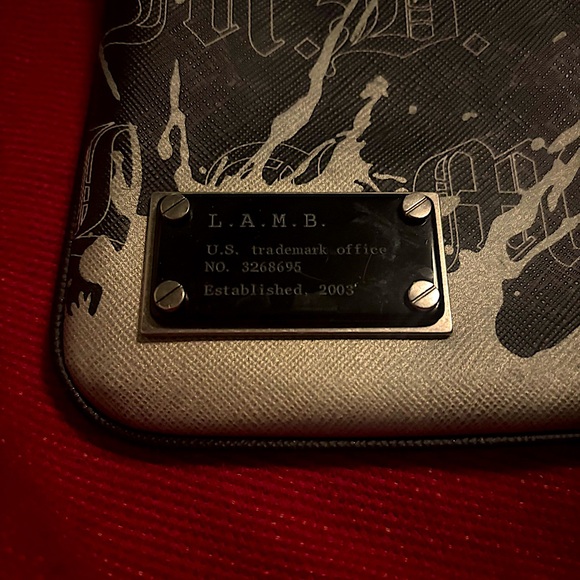 L.A.M.B.
U.S. trademark office
NO. 3268695
Established, 2003